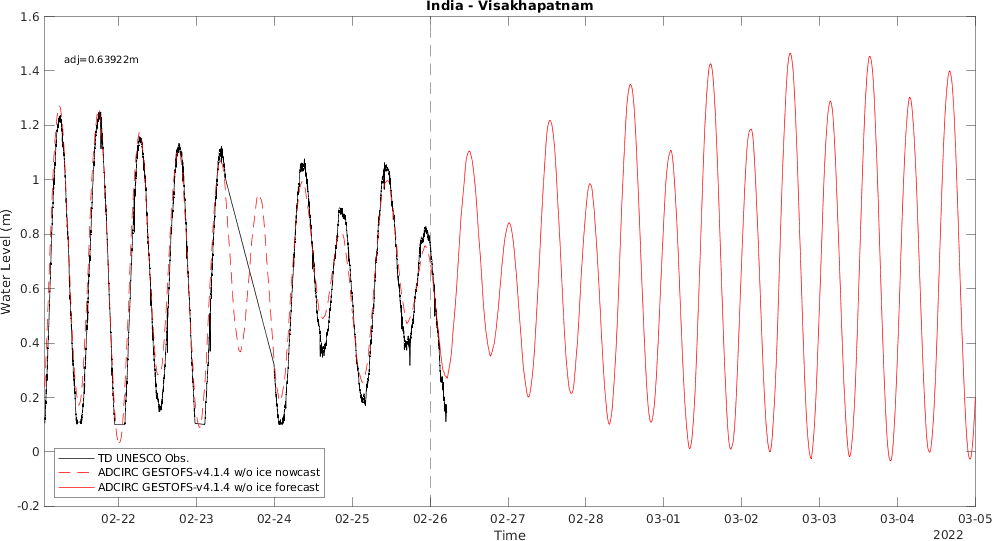 India - Visakhapatnam
1.6
1.4
1.2
1
0.8
0.6
0.4
0.2
0
-0.2
Water Level (m)
adj=0.63922m
TD UNESCO Obs.
ADCIRC GESTOFS-v4.1.4 w/o ice nowcast
ADCIRC GESTOFS-v4.1.4 w/o ice forecast
02-22 02-23 02-24 02-25 02-26 02-27 02-28 03-01 03-02 03-03 03-04 03-05
Time
2022